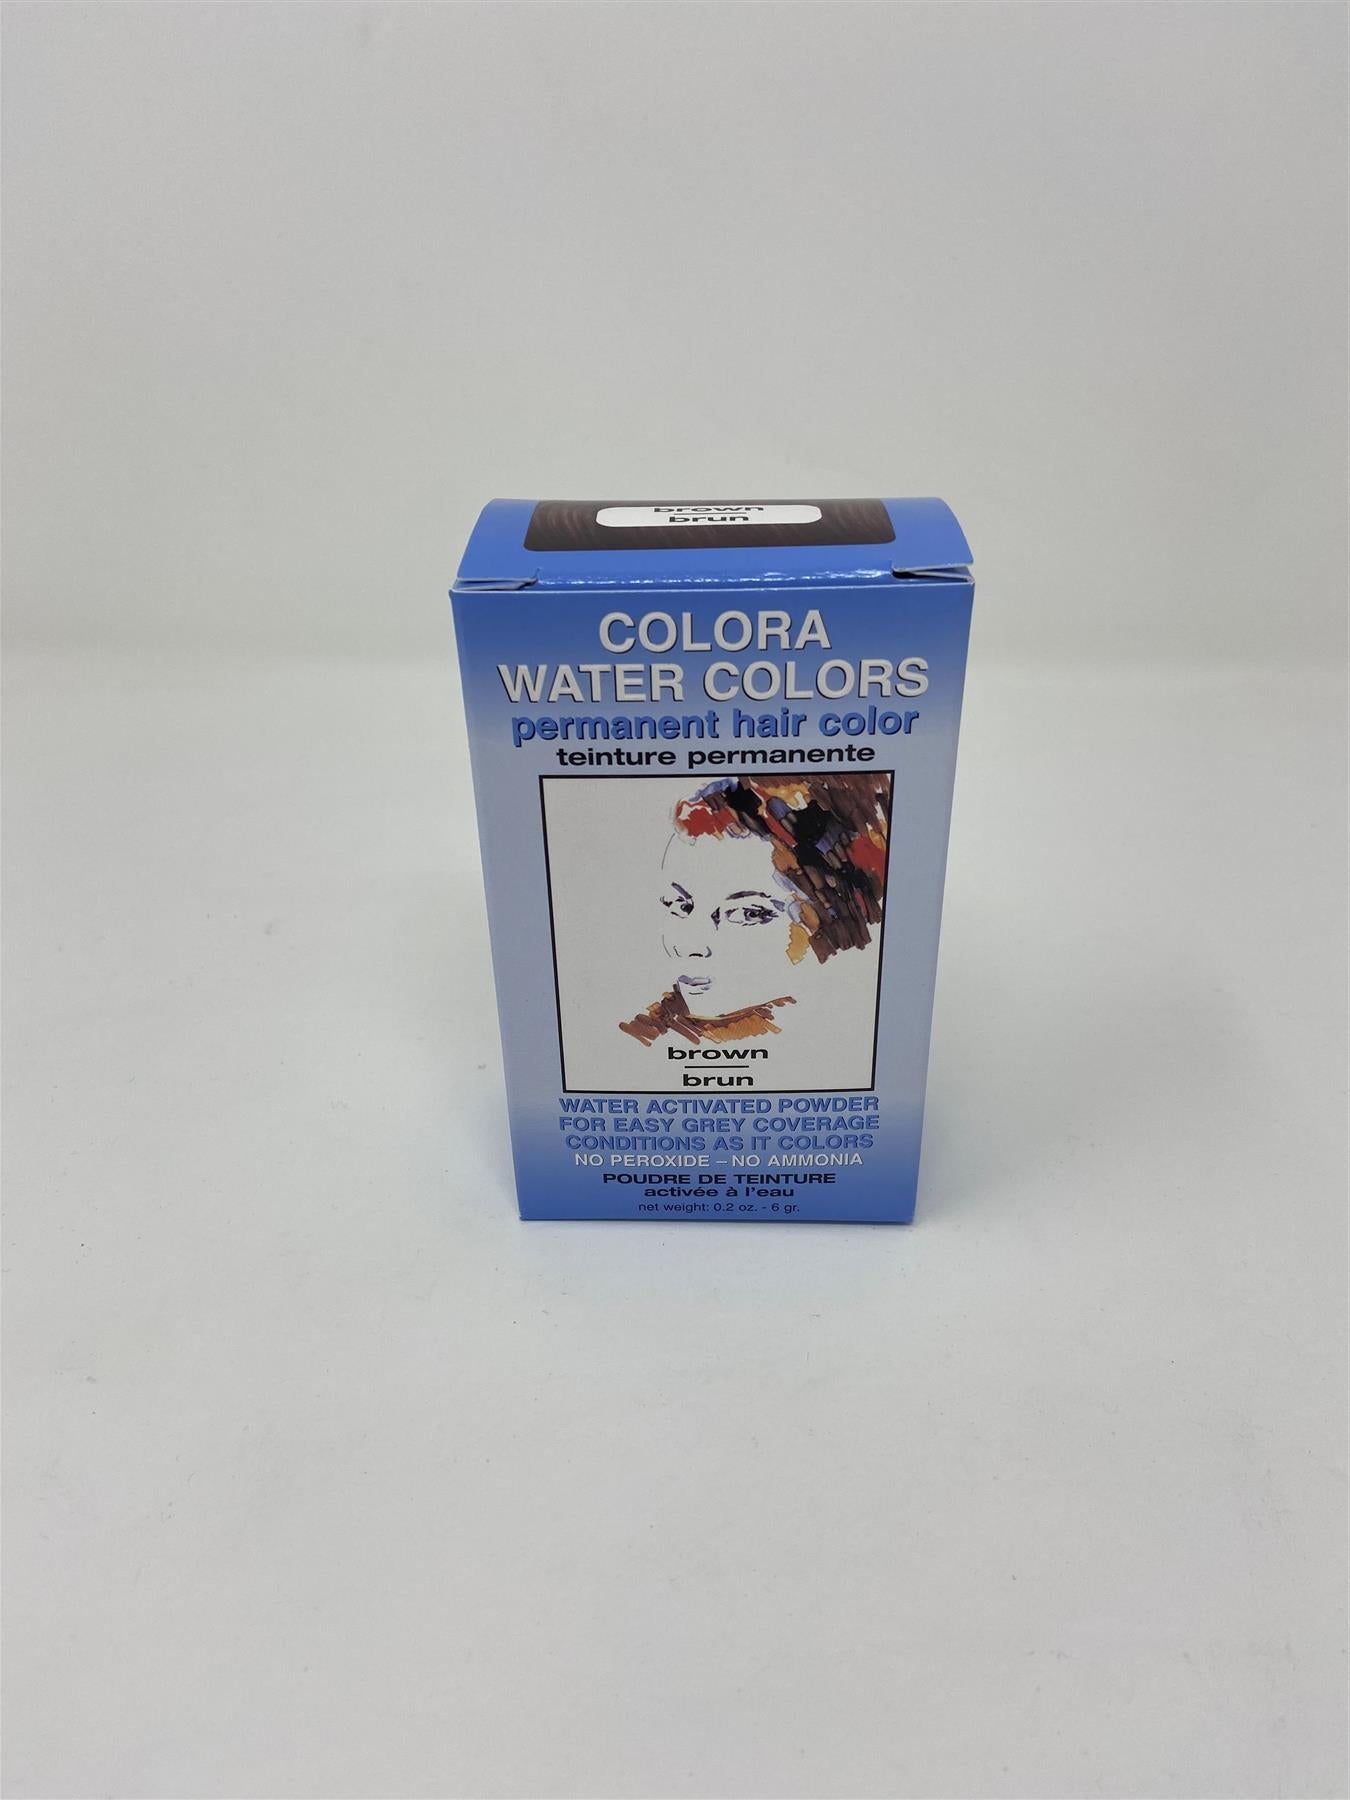 brown
brun
COLORA
WATER COLORS
permanent hair color
teinture permanente
brown
brun
WATER ACTIVATED POWDER
FOR EASY GREY COVERAGE
CONDITIONS AS IT COLORS
NO PEROXIDE – NO AMMONIA
POUDRE DE TEINTURE
activée à l'eau
net weight: 0.2 oz. - 6 gr.